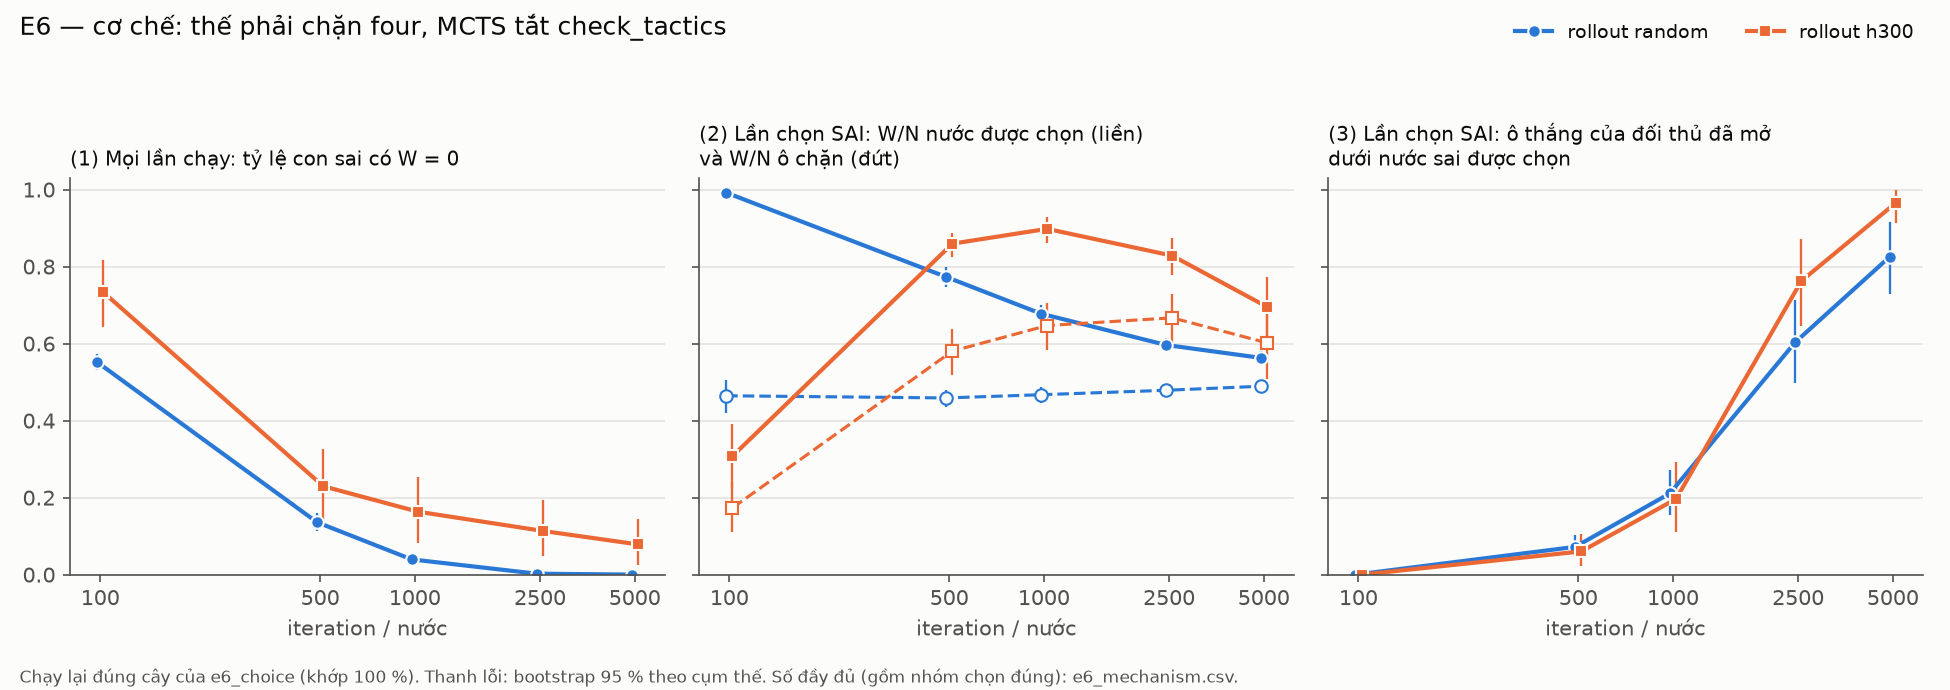 E6 — cơ chế: thế phải chặn four, MCTS tắt check_tactics
rollout random
rollout h300
(1) Mọi lần chạy: tỷ lệ con sai có W = 0
(2) Lần chọn SAI: W/N nước được chọn (liền)
và W/N ô chặn (đứt)
(3) Lần chọn SAI: ô thắng của đối thủ đã mở
dưới nước sai được chọn
1.0
0.8
0.6
0.4
0.2
0.0
100 500 1000 2500 5000
100 500 1000 2500 5000
100 500 1000 2500 5000
iteration / nước
iteration / nước
iteration / nước
Chạy lại đúng cây của e6_choice (khớp 100 %). Thanh lỗi: bootstrap 95 % theo cụm thế. Số đầy đủ (gồm nhóm chọn đúng): e6_mechanism.csv.